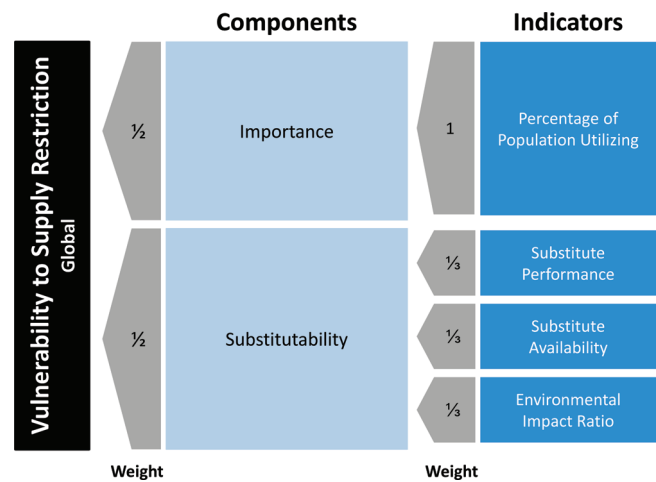 Components
Indicators
Vulnerability to Supply Restriction
Global
½
Importance
1
Percentage of
Population Utilizing
½
Substitutability
⅓
Substitute
Performance
⅓
Substitute
Availability
⅓
Environmental
Impact Ratio
Weight
Weight